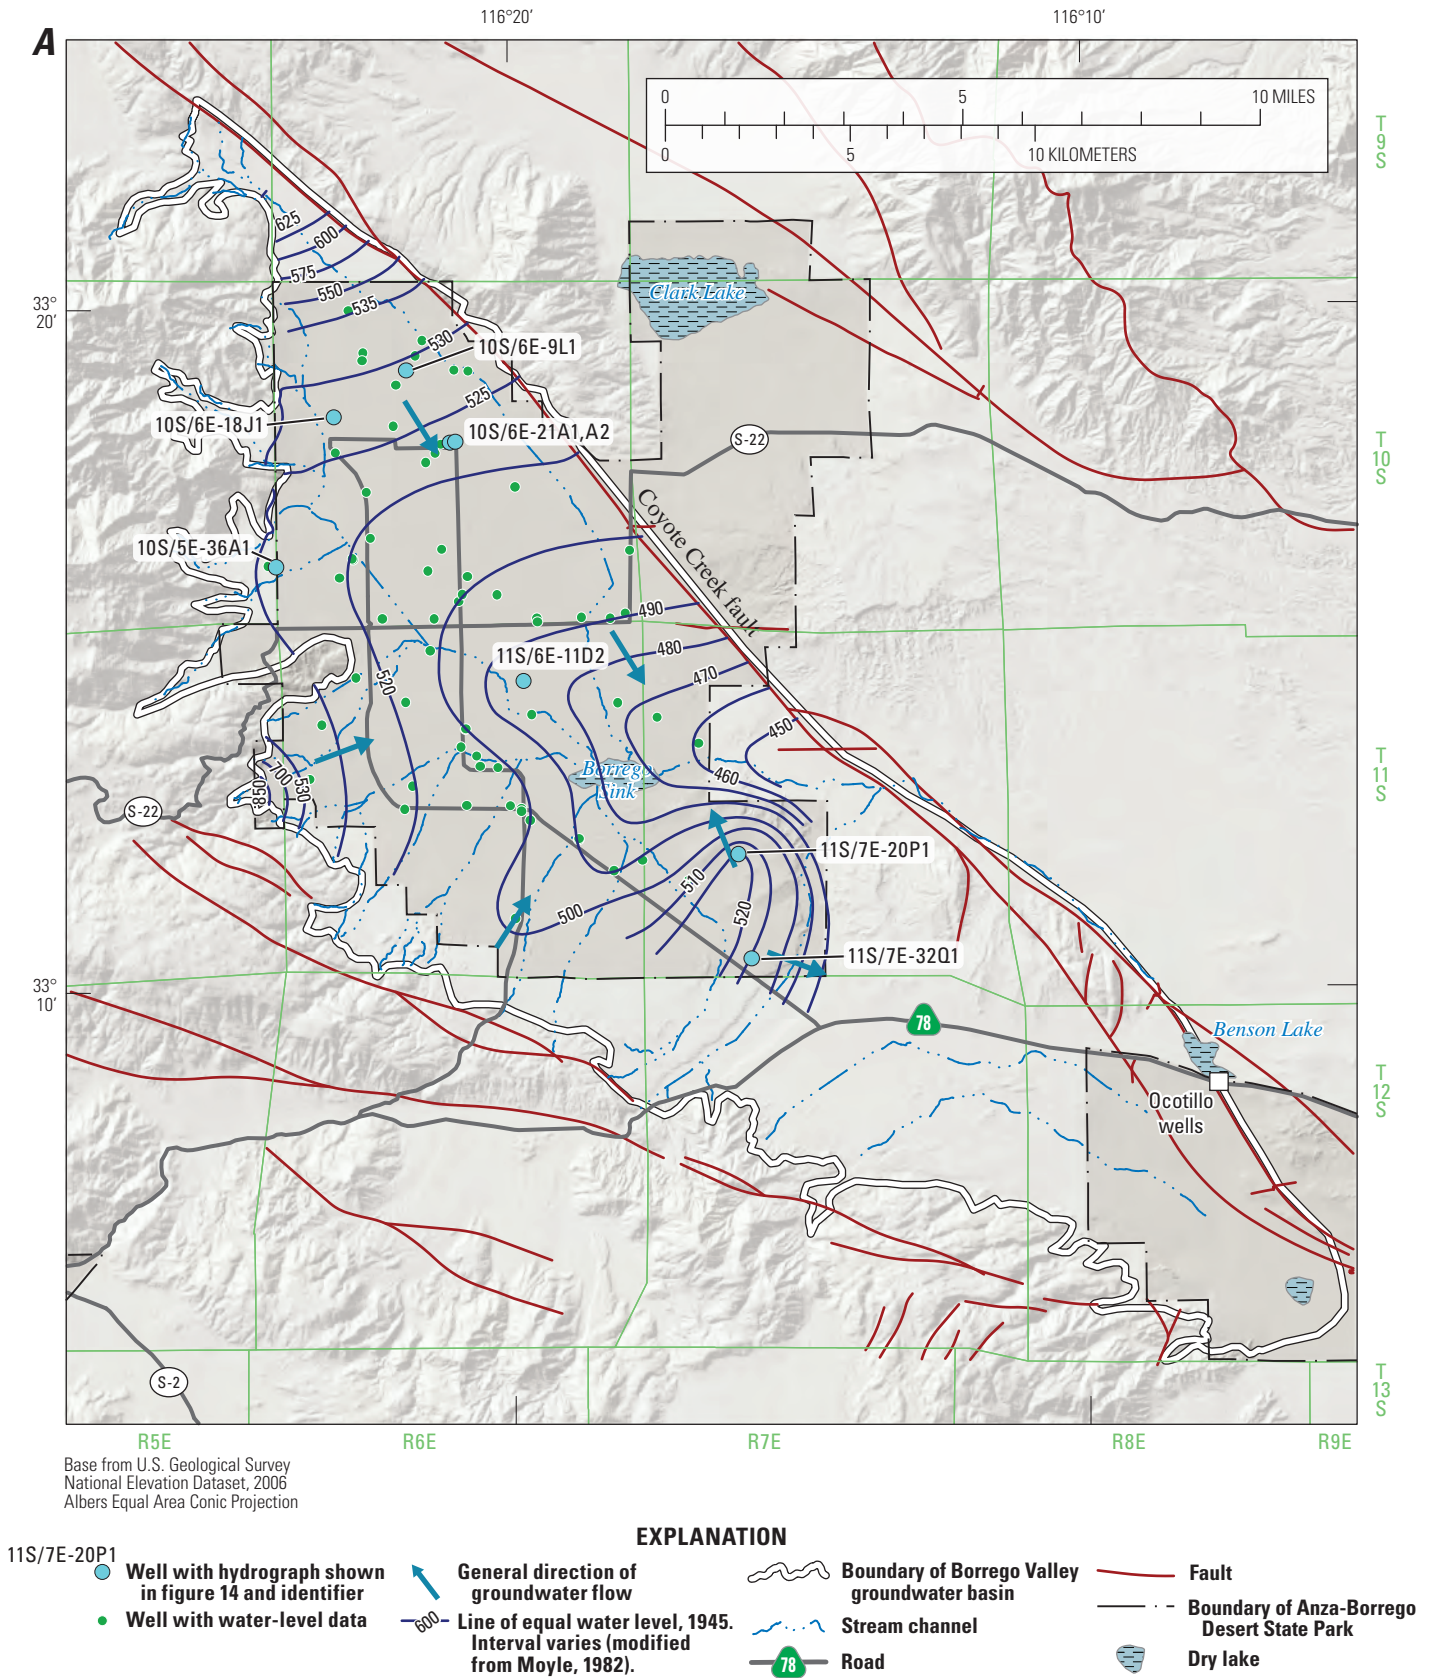 A
116°20′
116°10′
0
5
10 MILES
0
5
10 KILOMETERS
T
9
S
625
600
575
550
535
530
525
Clark Lake
33°
20′
10S/6E-9L1
10S/6E-18J1
10S/6E-21A1,A2
S-22
T
10
S
Coyote Creek fault
10S/5E-36A1
490
11S/6E-11D2
480
470
520
450
T
11
S
Borrego
Sink
460
700
530
850
S-22
11S/7E-20P1
510
520
500
11S/7E-32Q1
33°
10′
78
Benson Lake
Ocotillo
wells
T
12
S
S-2
T
13
S
R5E
R6E
R7E
R8E
R9E
Base from U.S. Geological Survey
National Elevation Dataset, 2006
Albers Equal Area Conic Projection
EXPLANATION
11S/7E-20P1
Well with hydrograph shown
in figure 14 and identifier
Well with water-level data
General direction of
groundwater flow
600
Line of equal water level, 1945.
Interval varies (modified
from Moyle, 1982).
Boundary of Borrego Valley
groundwater basin
Stream channel
78
Road
Fault
Boundary of Anza-Borrego
Desert State Park
Dry lake